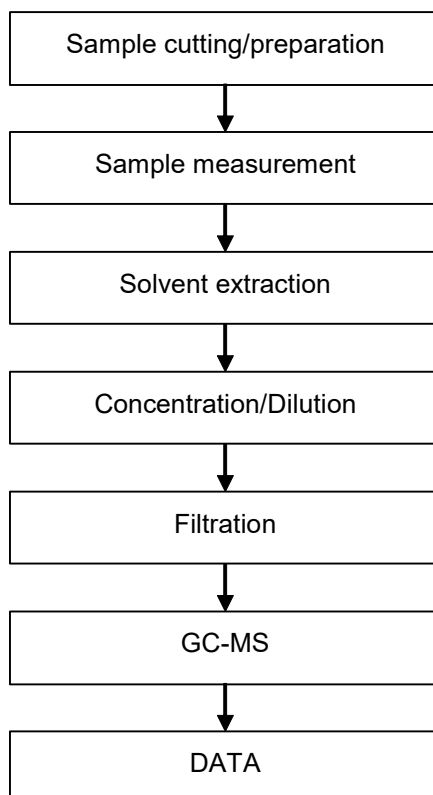 Sample cutting/preparation
Sample measurement
Solvent extraction
Concentration/Dilution
Filtration
GC-MS
DATA